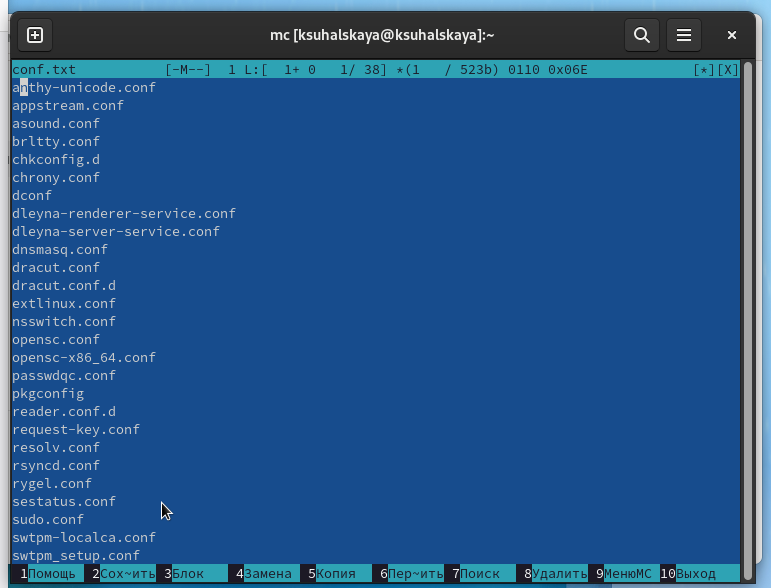 mc [ksuhalskaya@ksuhalskaya]:~
conf.txt [-M--] 1 L:[ 1+ 0 1/ 38] *(1 / 523b) 0110 0x06E [*][X]
anthy-unicode.conf
appstream.conf
asound.conf
brltty.conf
chkconfig.d
chrony.conf
dconf
dleyna-renderer-service.conf
dleyna-server-service.conf
dnsmasq.conf
dracut.conf
dracut.conf.d
extlinux.conf
nsswitch.conf
opensc.conf
opensc-x86_64.conf
passwdqc.conf
pkgconfig
reader.conf.d
request-key.conf
resolv.conf
rsyncd.conf
rygel.conf
sestatus.conf
sudo.conf
swtpm-localca.conf
swtpm_setup.conf
1Помощь 2Сох~ить 3Блок 4Замена 5Копия 6Пер~ить 7Поиск 8Удалить 9МенюMC 10Выход